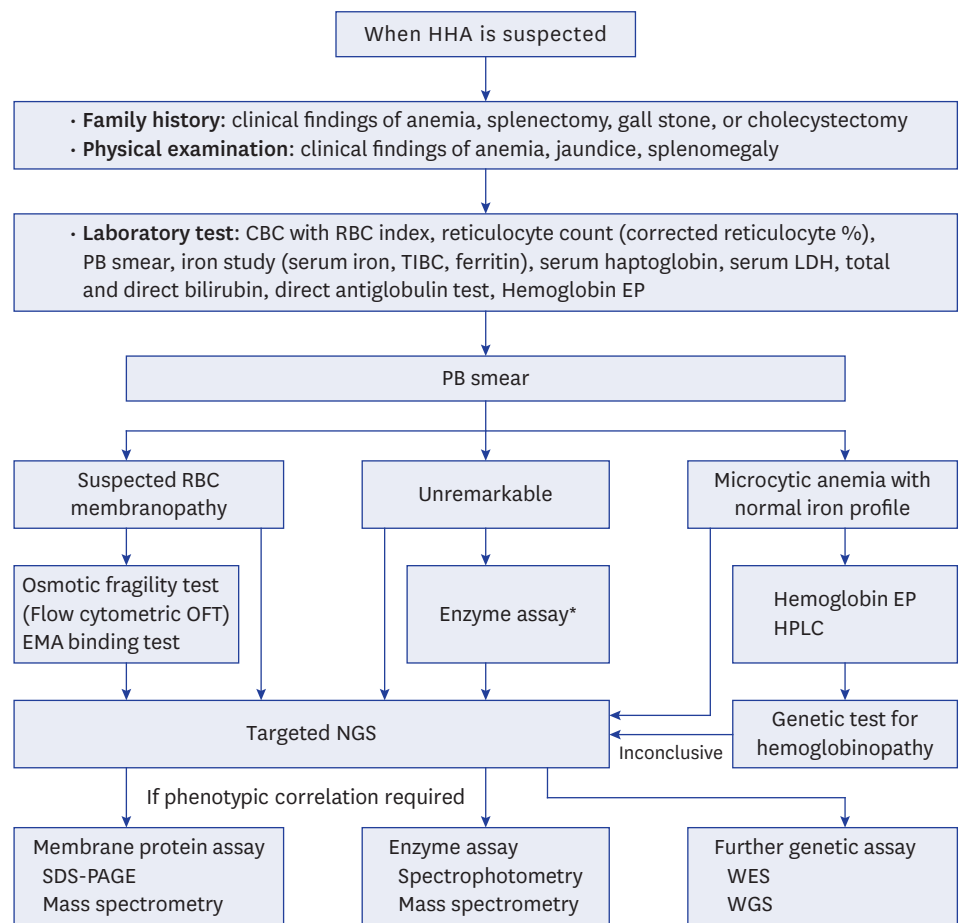 When HHA is suspected
· Family history: clinical findings of anemia, splenectomy, gall stone, or cholecystectomy
· Physical examination: clinical findings of anemia, jaundice, splenomegaly
· Laboratory test: CBC with RBC index, reticulocyte count (corrected reticulocyte %),
PB smear, iron study (serum iron, TIBC, ferritin), serum haptoglobin, serum LDH, total
and direct bilirubin, direct antiglobulin test, Hemoglobin EP
PB smear
Suspected RBC
membranopathy
Unremarkable
Microcytic anemia with
normal iron profile
Osmotic fragility test
(Flow cytometric OFT)
EMA binding test
Enzyme assay*
Hemoglobin EP
HPLC
Targeted NGS
Genetic test for
hemoglobinopathy
Inconclusive
If phenotypic correlation required
Membrane protein assay
SDS-PAGE
Mass spectrometry
Enzyme assay
Spectrophotometry
Mass spectrometry
Further genetic assay
WES
WGS